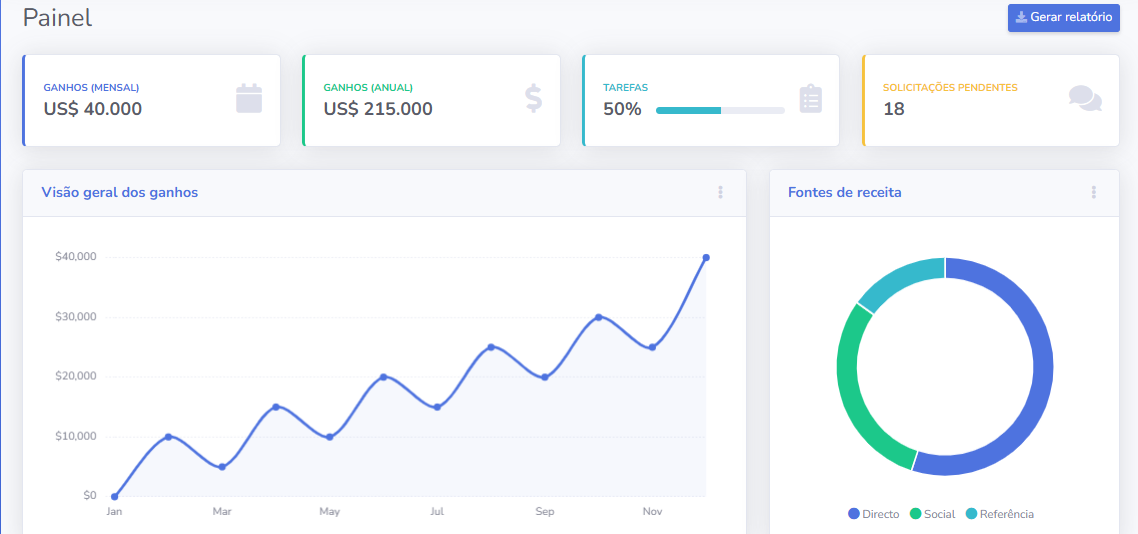 Painel
Gerar relatório
GANHOS (MENSAL)
US$ 40.000
GANHOS (ANUAL)
US$ 215.000
TAREFAS
50%
SOLICITAÇÕES PENDENTES
18
Visão geral dos ganhos
Fontes de receita
$40,000
$30,000
$20,000
$10,000
$0
Jan Mar May Jul Sep Nov
Directo Social Referência